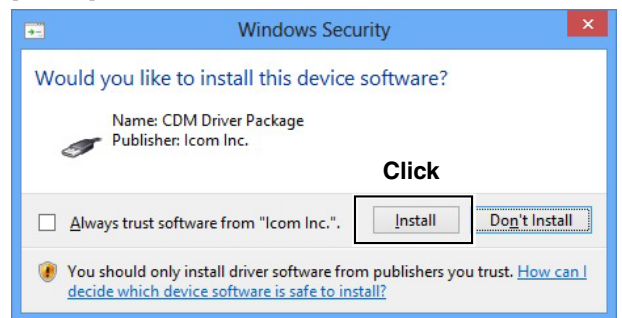 Windows Security
Would you like to install this device software?
Name: CDM Driver Package
Publisher: Icom Inc.
Click
Always trust software from "Icom Inc.".
Install
Don't Install
You should only install driver software from publishers you trust. How can I
decide which device software is safe to install?